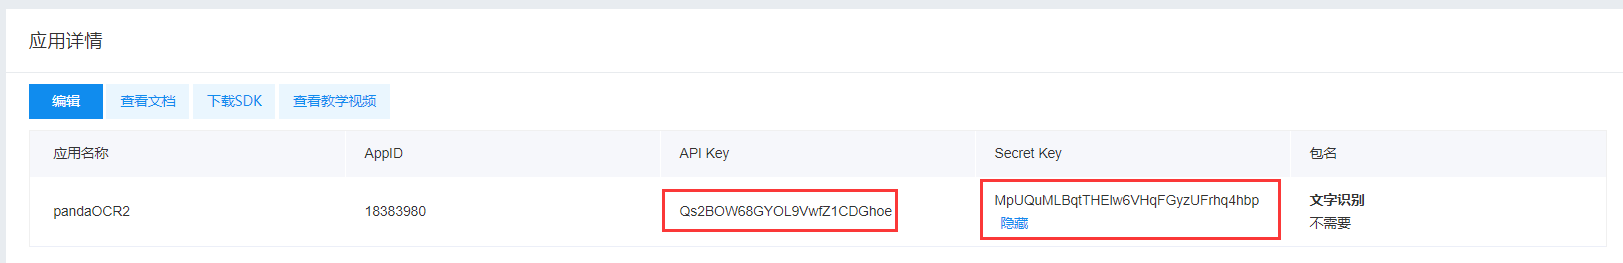 应用详情
编辑 查看文档 下载SDK 查看教学视频
应用名称 AppID API Key Secret Key 包名
pandaOCR2 18383980 Qs2BOW68GYOL9VwfZ1CDGhoe MpUQuMLBqtTHElw6VHqFGyzUFrhq4hbp 文字识别
隐藏 不需要